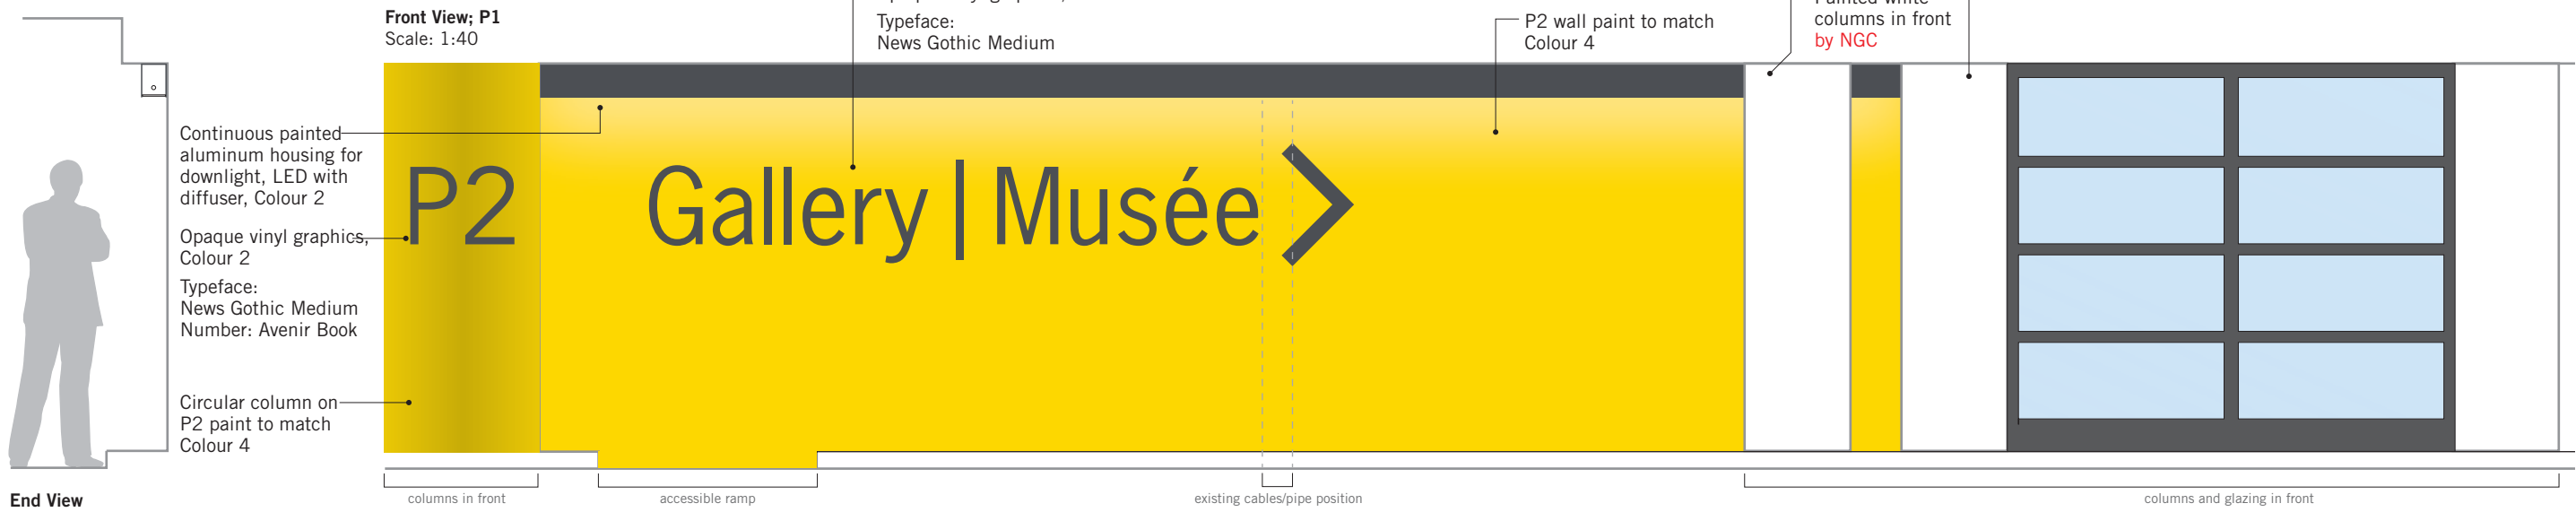 Front View; P1
Scale: 1:40
Typeface:
News Gothic Medium
P2 wall paint to match
Colour 4
columns in front
by NGC
Continuous painted
aluminum housing for
downlight, LED with
diffuser, Colour 2
Opaque vinyl graphics,
Colour 2
Typeface:
News Gothic Medium
Number: Avenir Book
Circular column on
P2 paint to match
Colour 4
P2
Gallery | Musée
End View
columns in front
accessible ramp
existing cables/pipe position
columns and glazing in front